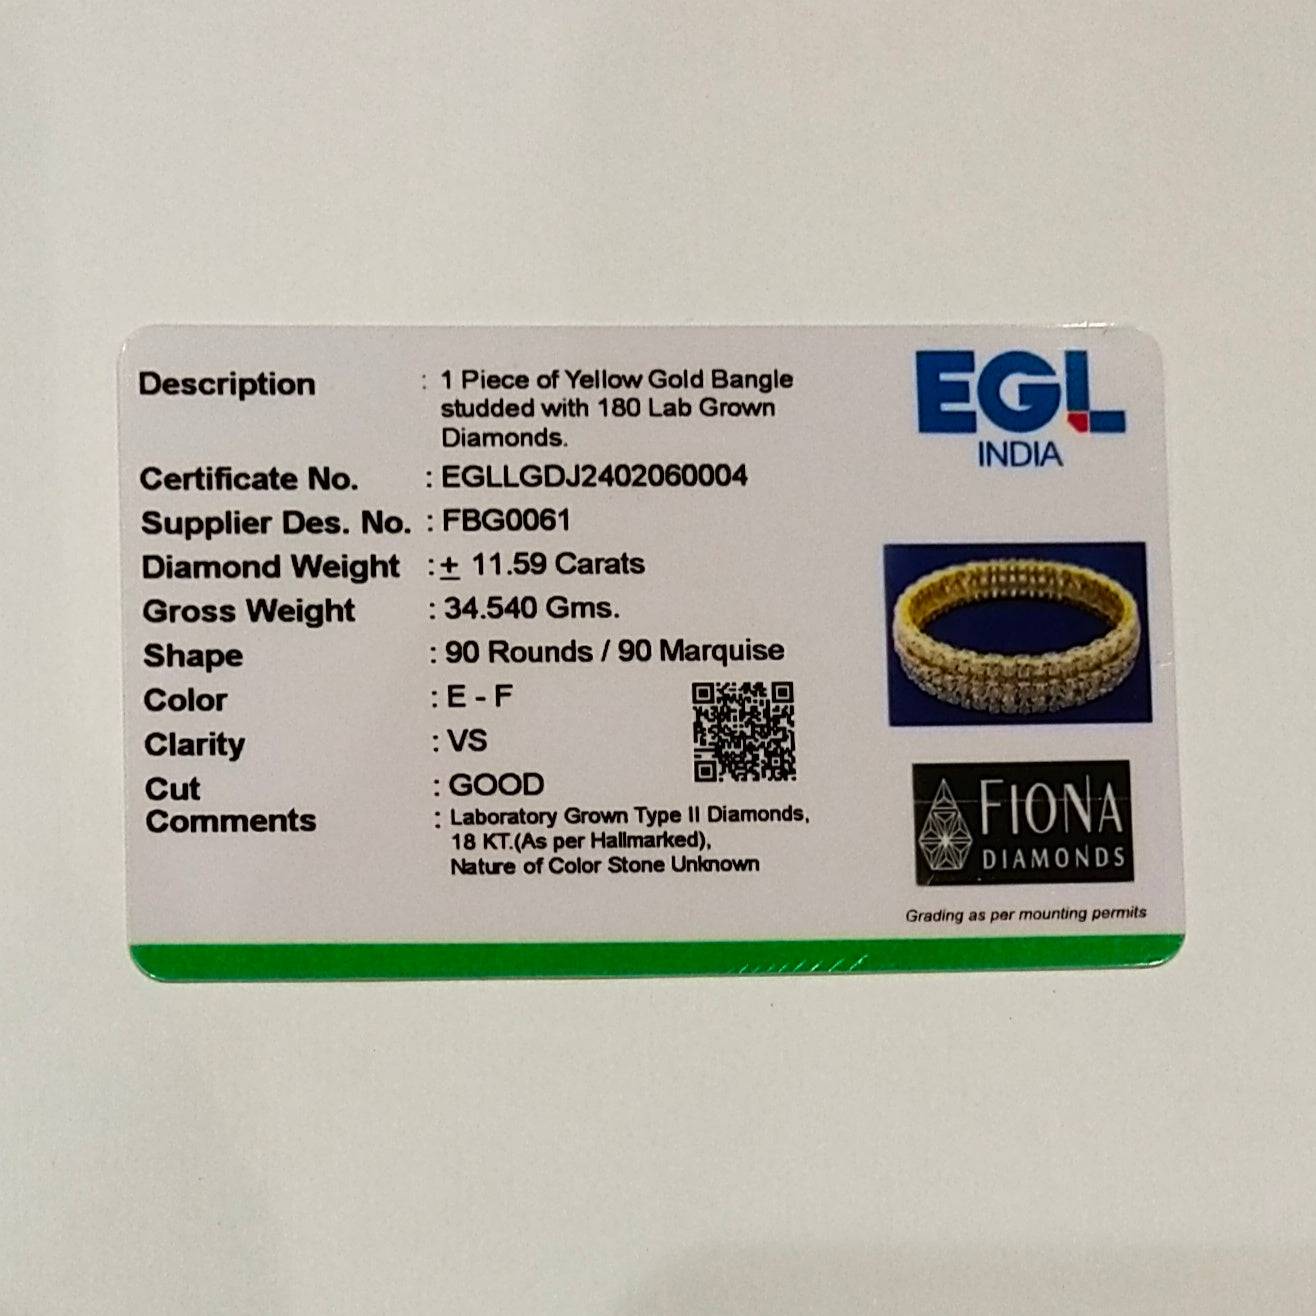 Description : 1 Piece of Yellow Gold Bangle
studded with 180 Lab Grown
Diamonds.
Certificate No. : EGLLGDJ2402060004
Supplier Des. No. : FBG0061
Diamond Weight : ± 11.59 Carats
Gross Weight : 34.540 Gms.
Shape : 90 Rounds / 90 Marquise
Color : E - F
Clarity : VS
Cut : GOOD
Comments : Laboratory Grown Type II Diamonds,
18 KT.(As per Hallmarked),
Nature of Color Stone Unknown
EGL
INDIA
FIONA
DIAMONDS
Grading as per mounting permits